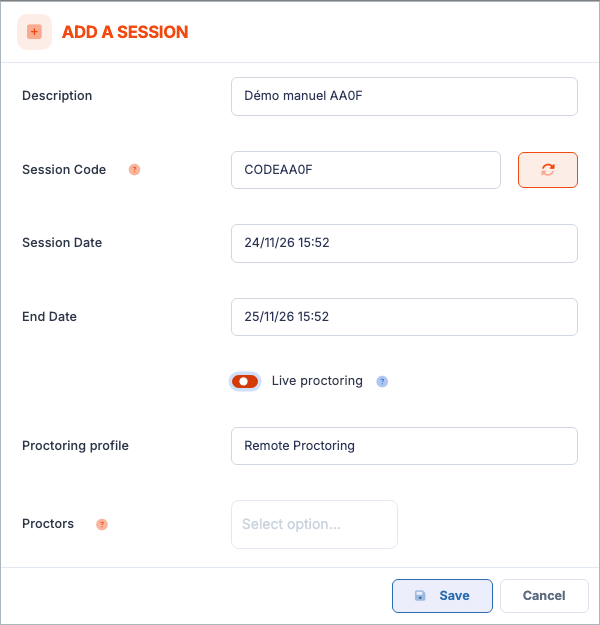 ADD A SESSION
Description
Démo manuel AA0F
Session Code ?
CODEAA0F
Session Date
24/11/26 15:52
End Date
25/11/26 15:52
Live proctoring ?
Proctoring profile
Remote Proctoring
Proctors ?
Select option...
Save
Cancel